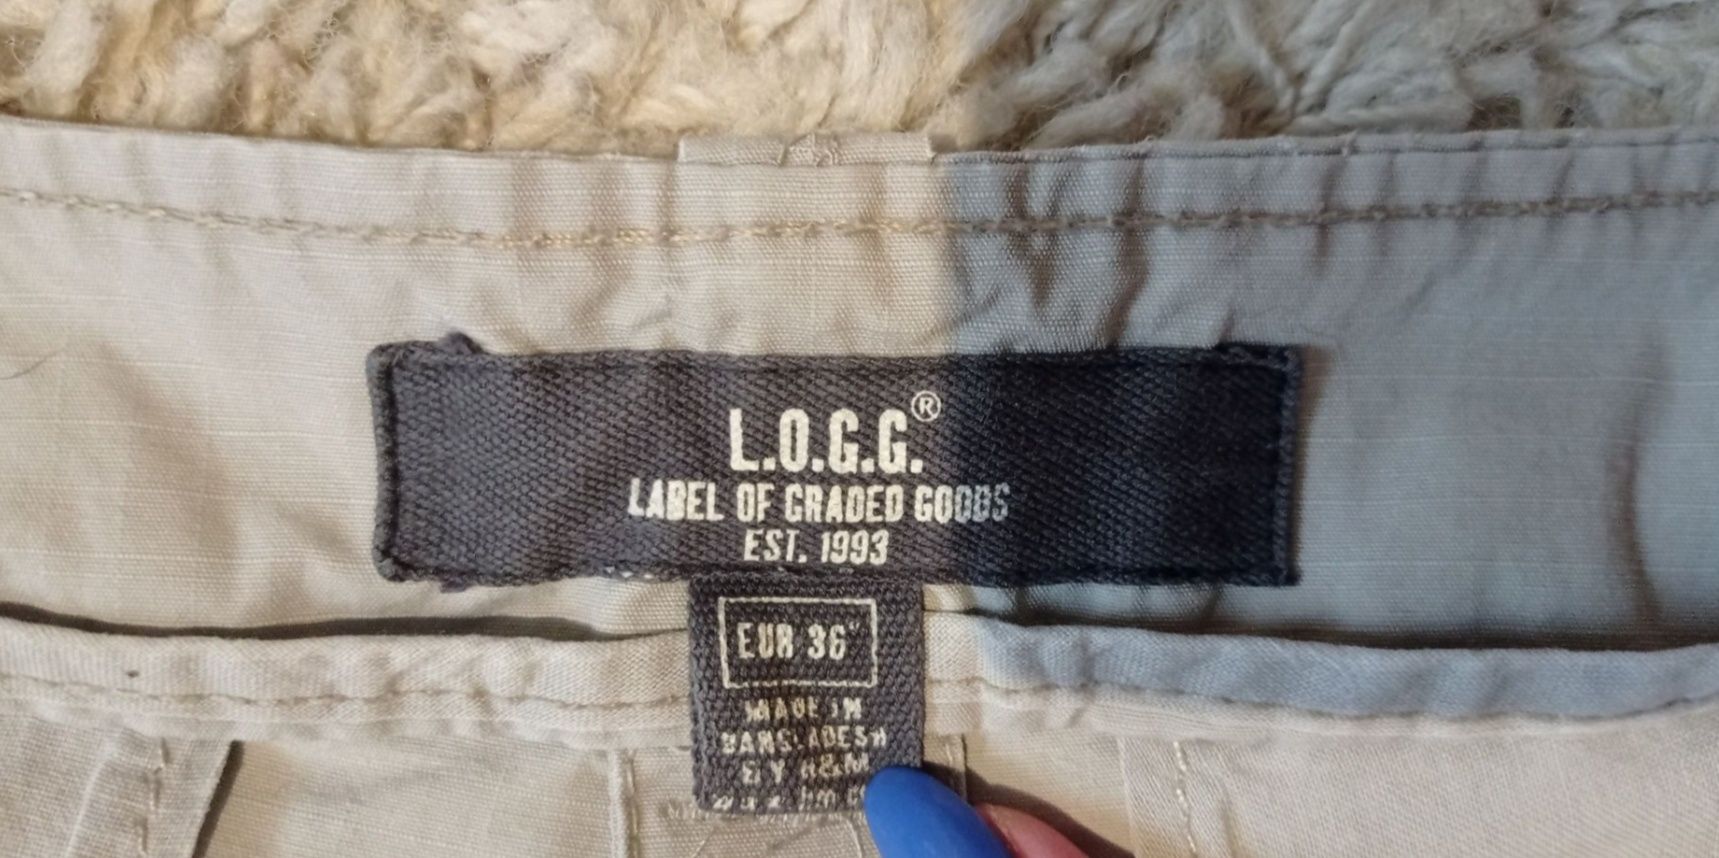 L.O.G.G.®
LABEL OF GRADED GOODS
EST. 1993
EUR 36
MADE IN
BANGLADESH
BY H&M